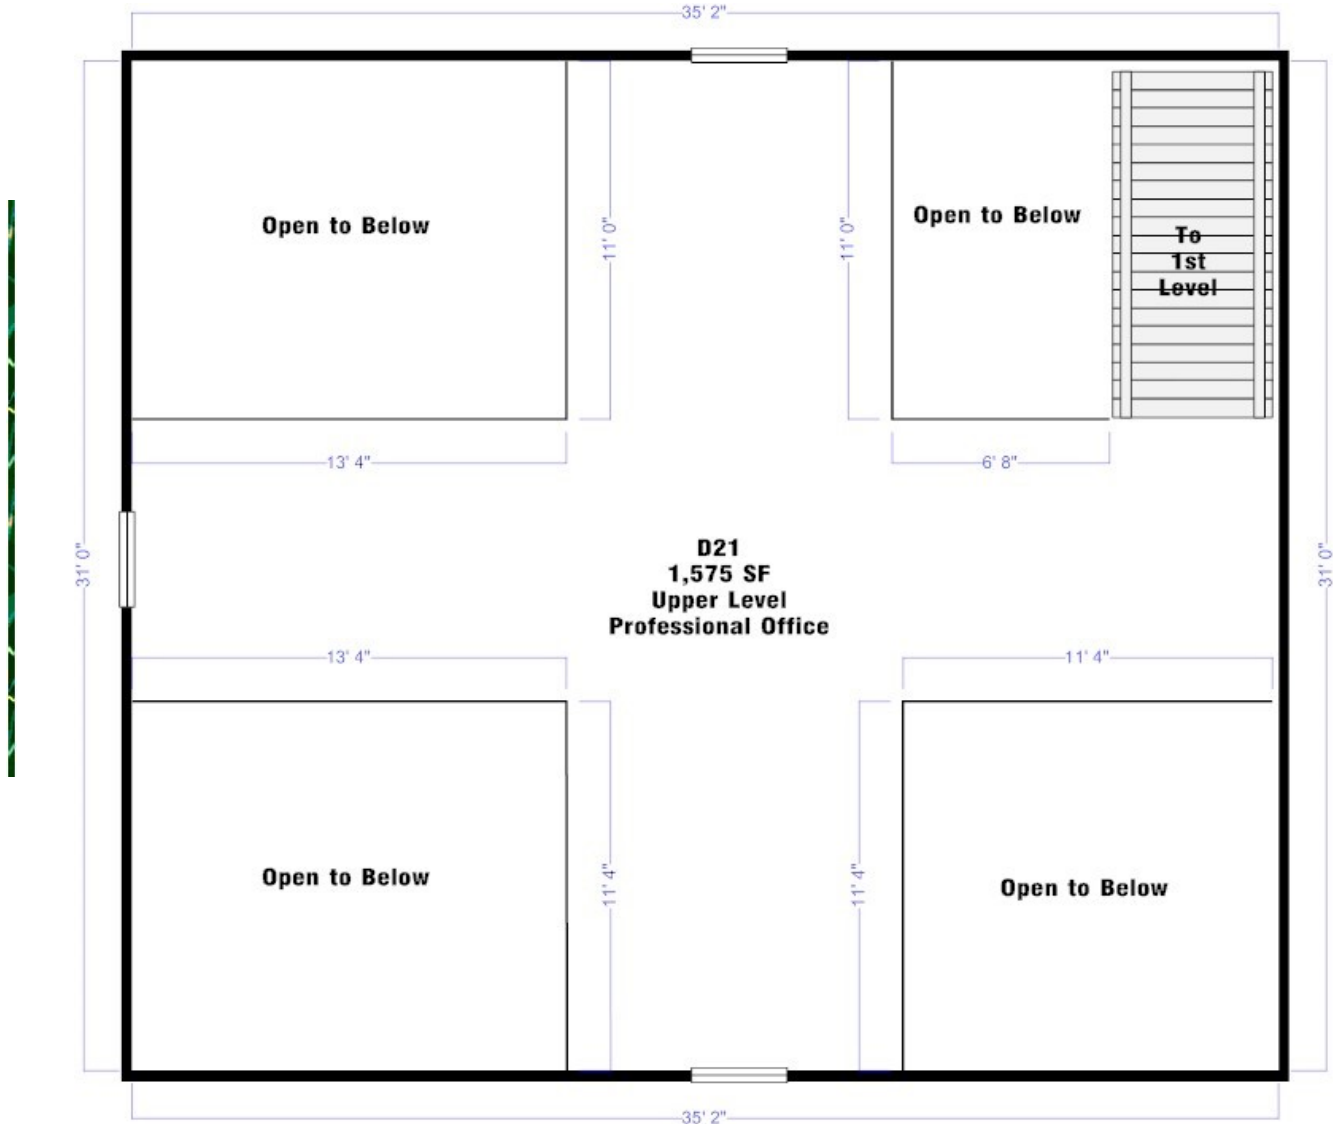 35' 2"
Open to Below
Open to Below
To
1st
Level
11' 0"
11' 0"
13' 4"
6' 8"
31' 0"
31' 0"
D21
1,575 SF
Upper Level
Professional Office
13' 4"
11' 4"
Open to Below
11' 4"
11' 4"
Open to Below
35' 2"